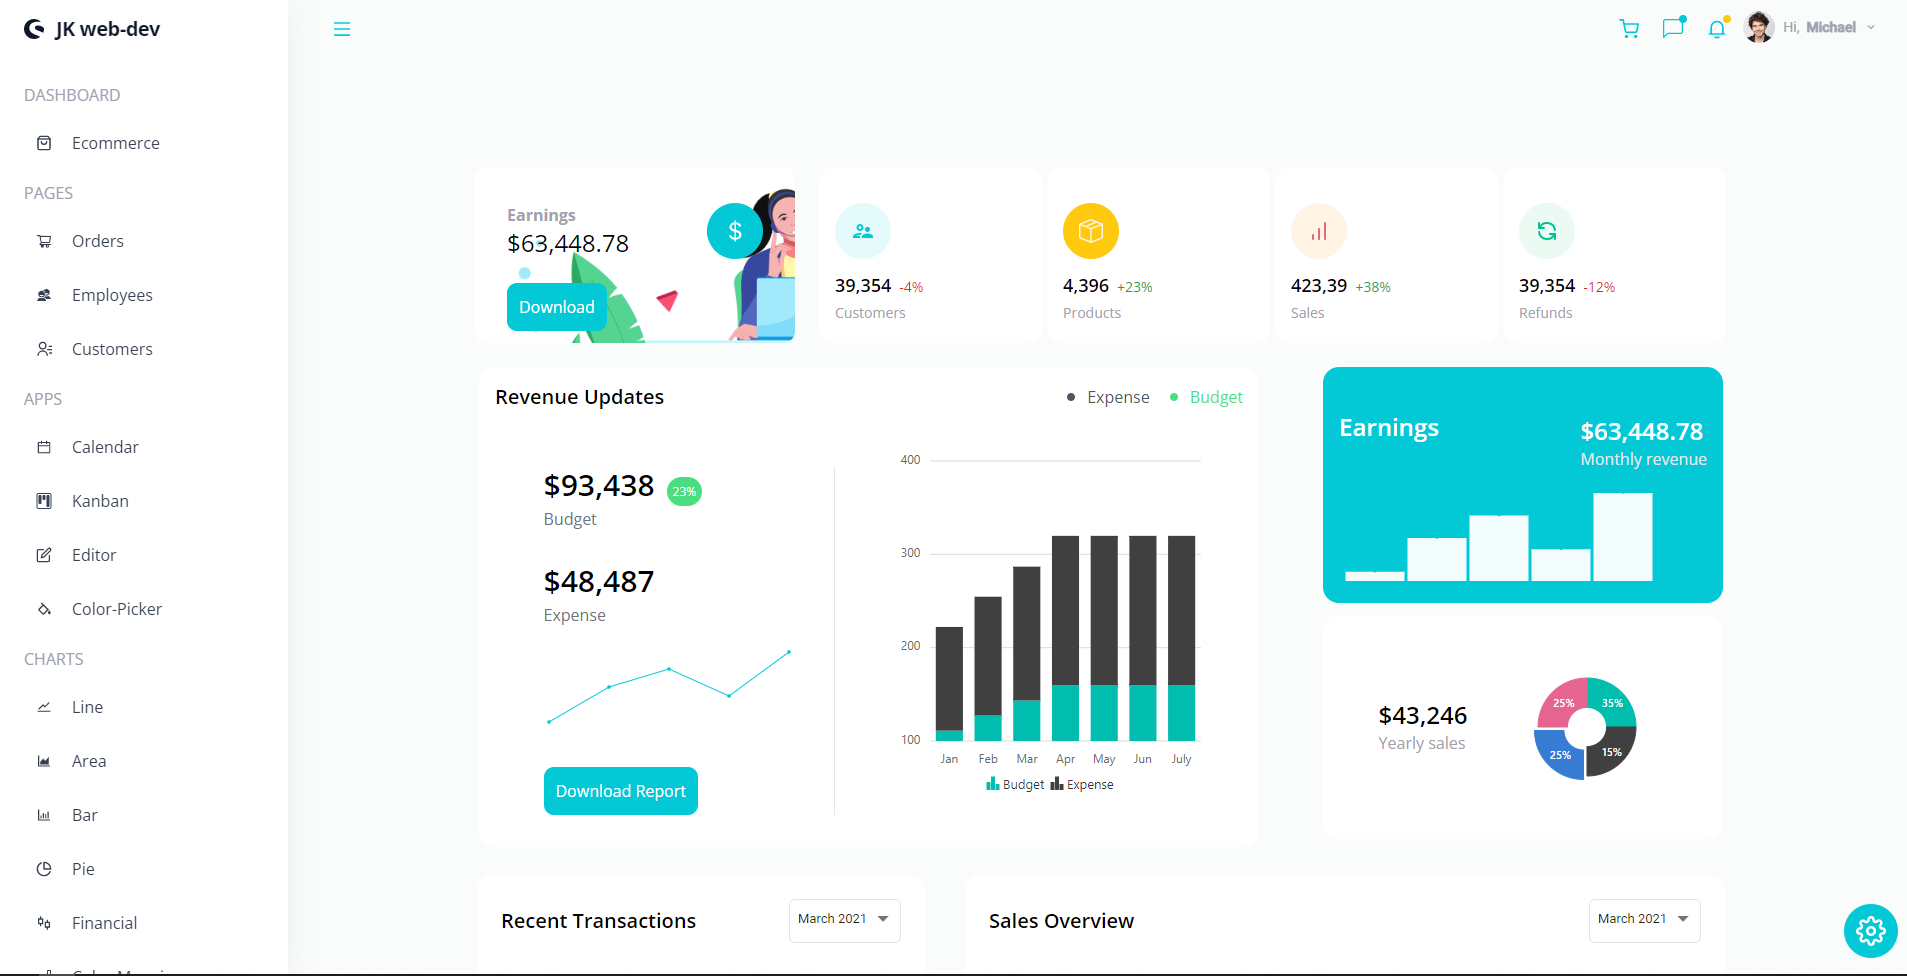 JK web-dev
Hi, Michael
DASHBOARD
Ecommerce
PAGES
Orders
Employees
Customers
APPS
Calendar
Kanban
Editor
Color-Picker
CHARTS
Line
Area
Bar
Pie
Financial
Earnings
$63,448.78
Download
$
39,354 -4%
Customers
4,396 +23%
Products
423,39 +38%
Sales
39,354 -12%
Refunds
Revenue Updates
Expense Budget
$93,438 23%
Budget
$48,487
Expense
Download Report
400
300
200
100
Jan Feb Mar Apr May Jun July
Budget Expense
Earnings
$63,448.78
Monthly revenue
$43,246
Yearly sales
25% 35%
25% 15%
Recent Transactions
March 2021
Sales Overview
March 2021